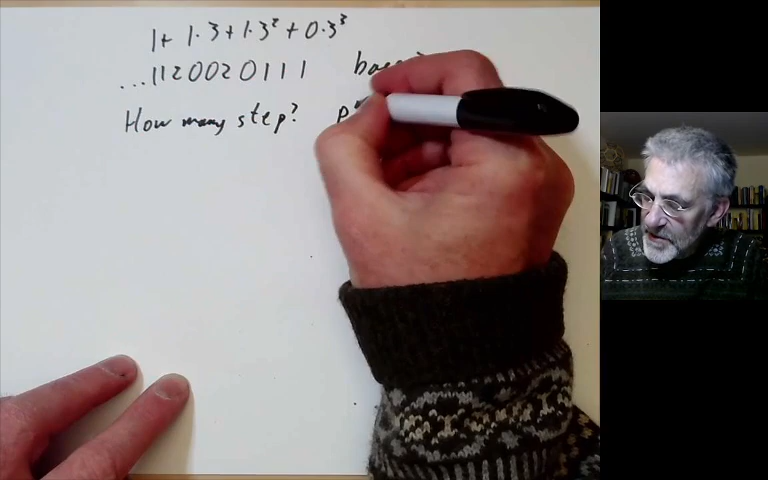 1 + 1·3 + 1·3² + 0·3³
...1120020111
How many step? p